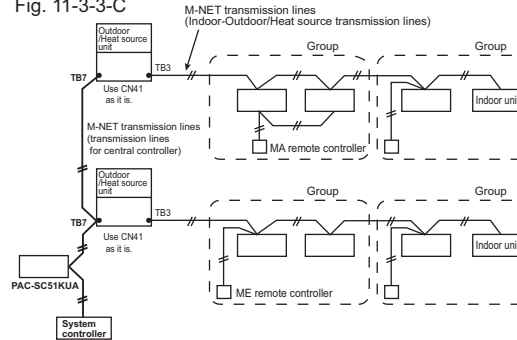 Fig. 11-3-3-C
M-NET transmission lines
(Indoor-Outdoor/Heat source transmission lines)
Outdoor
/Heat source
unit
Group
Group
TB3
TB7
Use CN41
as it is.
Indoor uni
M-NET transmission lines
(transmission lines
for central controller)
MA remote controller
Outdoor
/Heat source
unit
Group
Group
TB3
TB7
Use CN41
as it is.
Indoor uni
PAC-SC51KUA
ME remote controller
System
controller